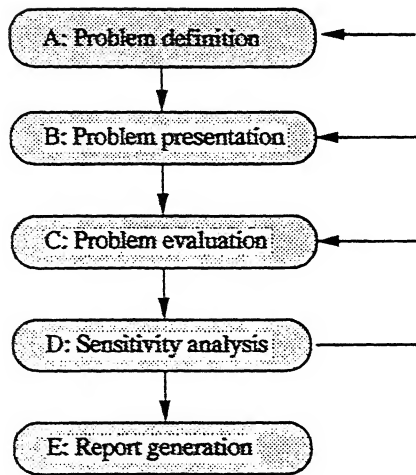 A: Problem definition
B: Problem presentation
C: Problem evaluation
D: Sensitivity analysis
E: Report generation